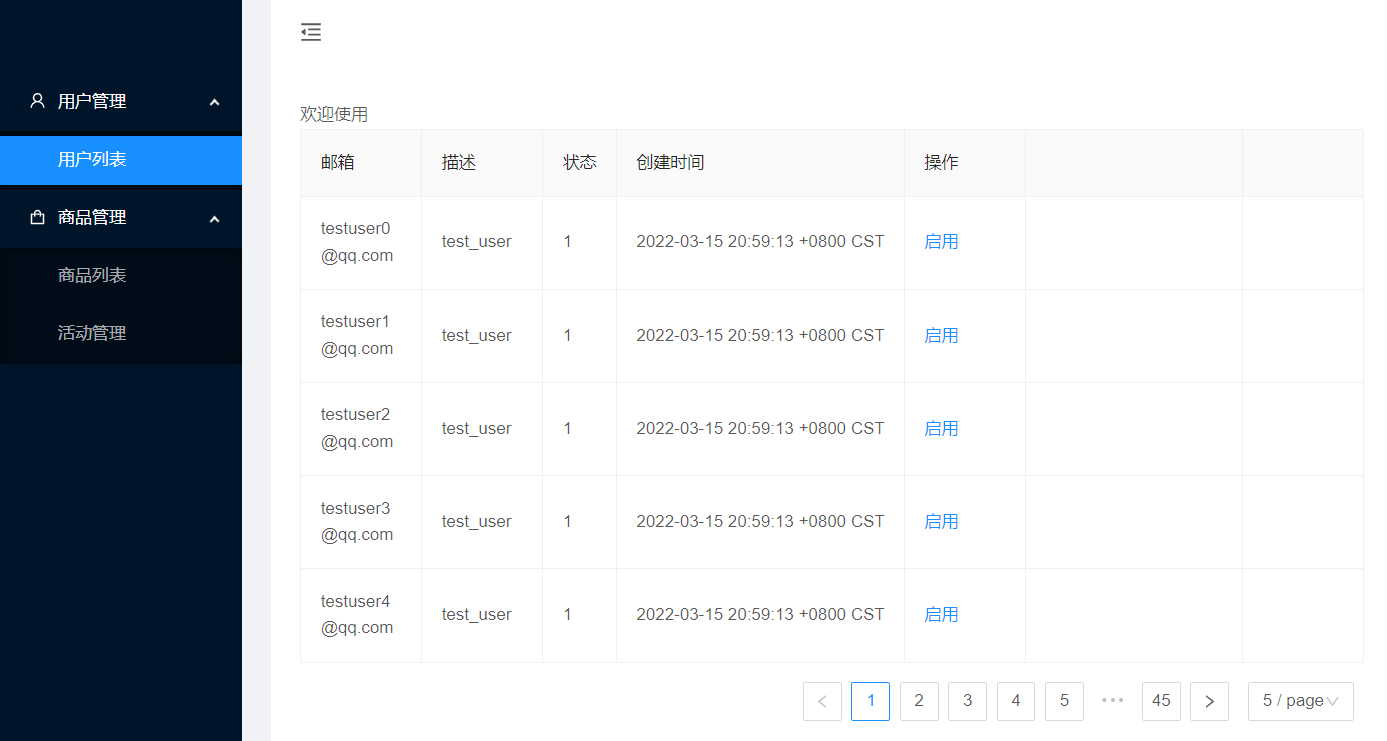 用户管理
用户列表
商品管理
商品列表
活动管理
欢迎使用
邮箱 描述 状态 创建时间 操作
testuser0
@qq.com test_user 1 2022-03-15 20:59:13 +0800 CST 启用
testuser1
@qq.com test_user 1 2022-03-15 20:59:13 +0800 CST 启用
testuser2
@qq.com test_user 1 2022-03-15 20:59:13 +0800 CST 启用
testuser3
@qq.com test_user 1 2022-03-15 20:59:13 +0800 CST 启用
testuser4
@qq.com test_user 1 2022-03-15 20:59:13 +0800 CST 启用
< 1 2 3 4 5 ••• 45 > 5 / page